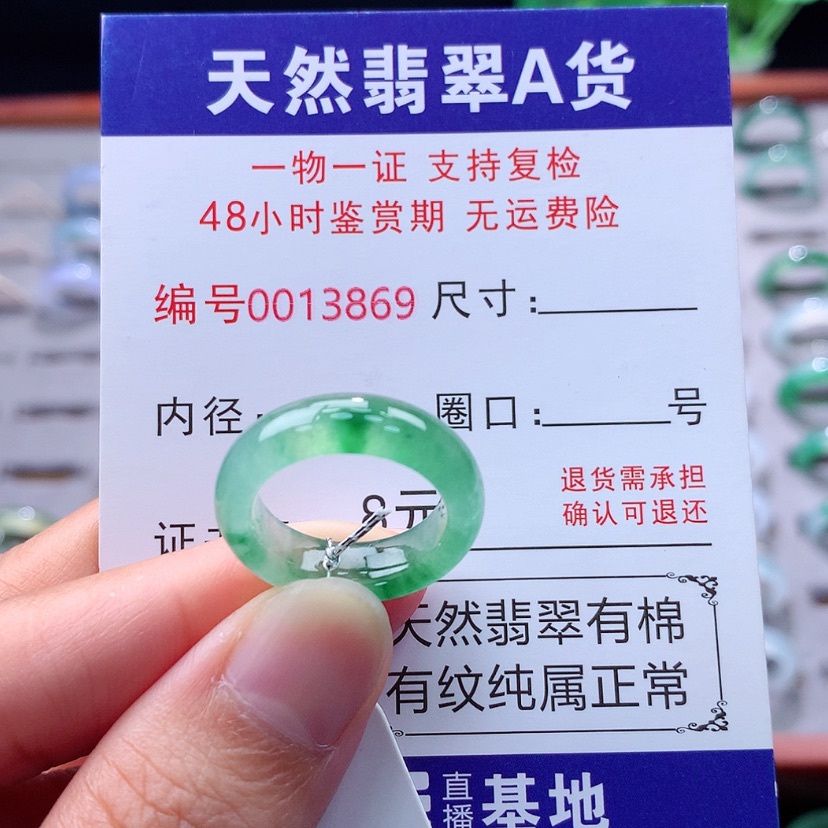 天然翡翠A货
一物一证 支持复检
48小时鉴赏期 无运费险
编号0013869 尺寸:
内径: 圈口: 号
退货需承担
确认可退还
证 8元
天然翡翠有棉
有纹纯属正常
直播 基地